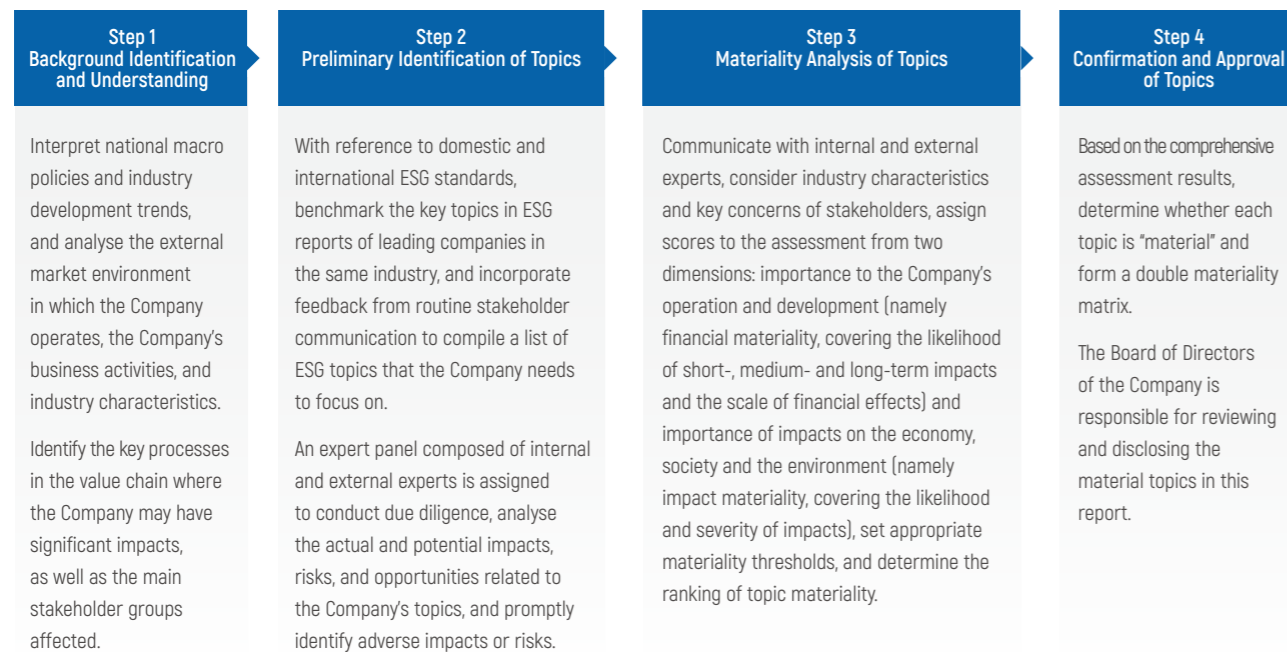 Step 1
Background Identification
and Understanding
Interpret national macro
policies and industry
development trends,
and analyse the external
market environment
in which the Company
operates, the Company's
business activities, and
industry characteristics.
Identify the key processes
in the value chain where
the Company may have
significant impacts,
as well as the main
stakeholder groups
affected.
Step 2
Preliminary Identification of Topics
With reference to domestic and
international ESG standards,
benchmark the key topics in ESG
reports of leading companies in
the same industry, and incorporate
feedback from routine stakeholder
communication to compile a list of
ESG topics that the Company needs
to focus on.
An expert panel composed of internal
and external experts is assigned
to conduct due diligence, analyse
the actual and potential impacts,
risks, and opportunities related to
the Company's topics, and promptly
identify adverse impacts or risks.
Step 3
Materiality Analysis of Topics
Communicate with internal and external
experts, consider industry characteristics
and key concerns of stakeholders, assign
scores to the assessment from two
dimensions: importance to the Company's
operation and development (namely
financial materiality, covering the likelihood
of short-, medium- and long-term impacts
and the scale of financial effects) and
importance of impacts on the economy,
society and the environment (namely
impact materiality, covering the likelihood
and severity of impacts), set appropriate
materiality thresholds, and determine the
ranking of topic materiality.
Step 4
Confirmation and Approval
of Topics
Based on the comprehensive
assessment results,
determine whether each
topic is "material" and
form a double materiality
matrix.
The Board of Directors
of the Company is
responsible for reviewing
and disclosing the
material topics in this
report.